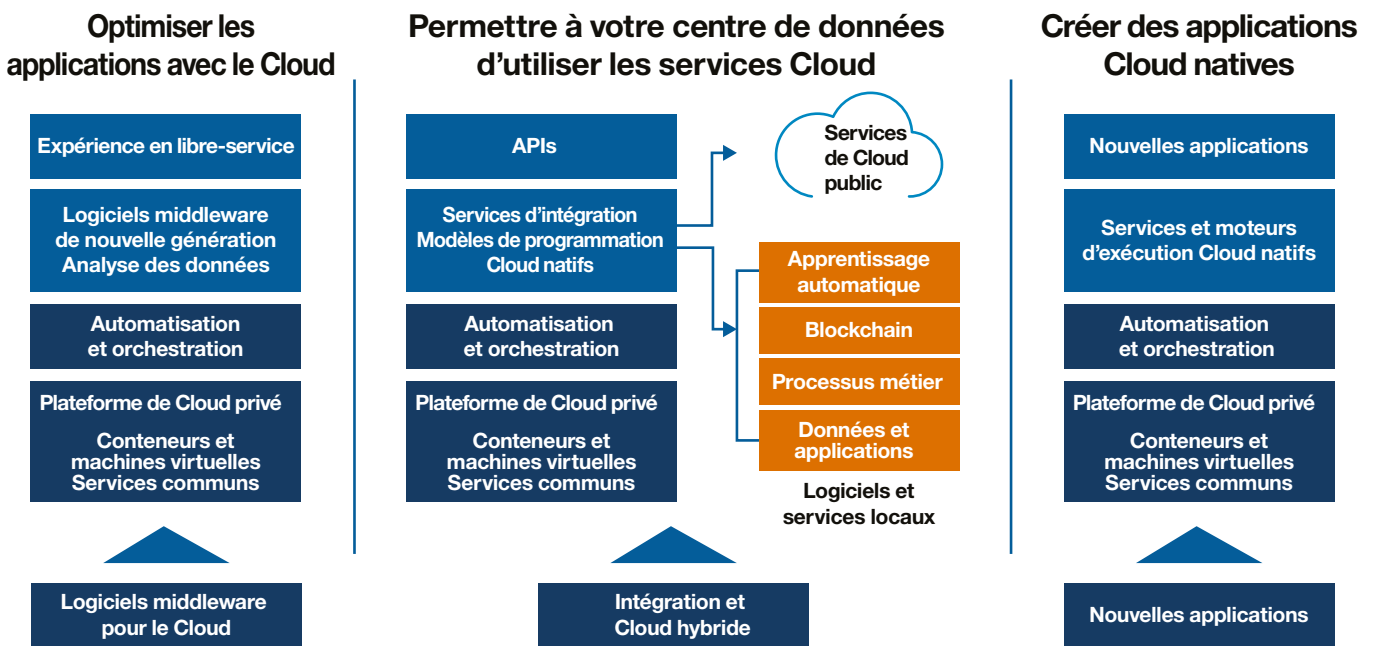 Optimiser les
applications avec le Cloud
Expérience en libre-service
Logiciels middleware
de nouvelle génération
Analyse des données
Automatisation
et orchestration
Plateforme de Cloud privé
Conteneurs et
machines virtuelles
Services communs
Logiciels middleware
pour le Cloud
Permettre à votre centre de données
d’utiliser les services Cloud
APIs
Services d’intégration
Modèles de programmation
Cloud natifs
Automatisation
et orchestration
Plateforme de Cloud privé
Conteneurs et
machines virtuelles
Services communs
Services
de Cloud
public
Apprentissage
automatique
Blockchain
Processus métier
Données et
applications
Logiciels et
services locaux
Intégration et
Cloud hybride
Créer des applications
Cloud natives
Nouvelles applications
Services et moteurs
d’exécution Cloud natifs
Automatisation
et orchestration
Plateforme de Cloud privé
Conteneurs et
machines virtuelles
Services communs
Nouvelles applications